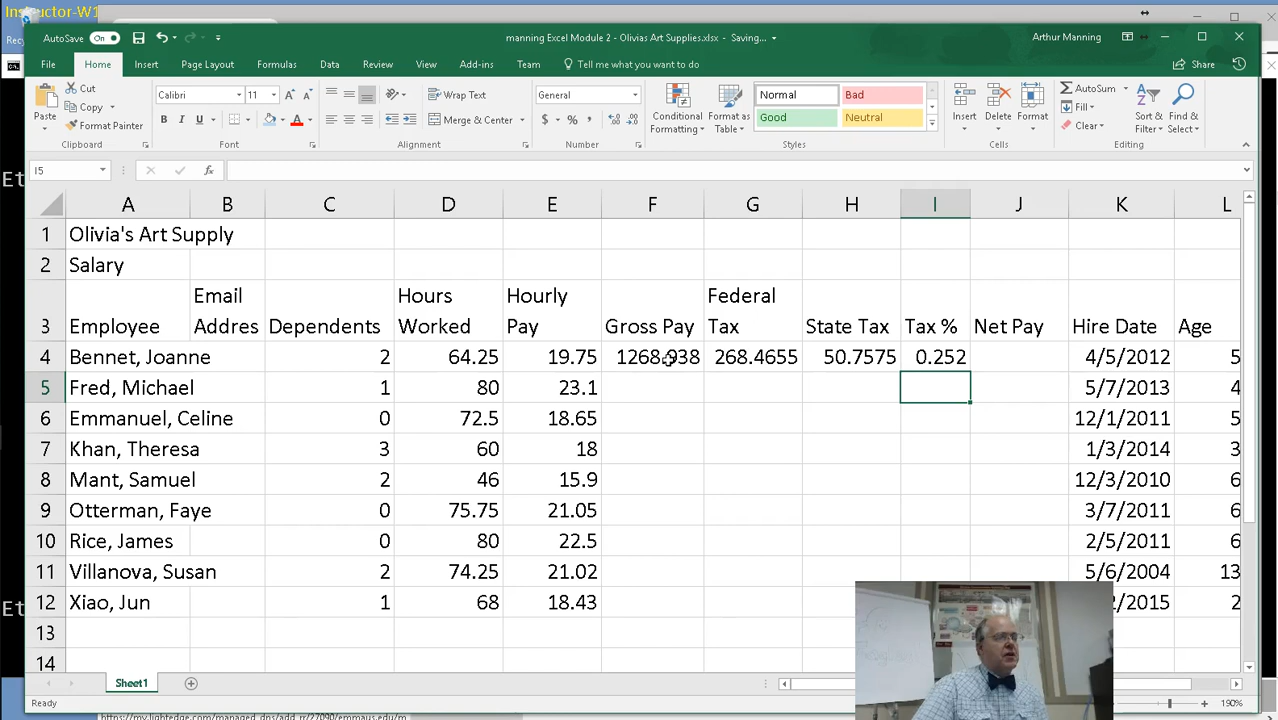 Instructor-W1
Recy
AutoSave On
manning Excel Module 2 - Olivias Art Supplies.xlsx - Saving...
Arthur Manning
File Home Insert Page Layout Formulas Data Review View Add-ins Team Tell me what you want to do Share
Paste
Cut
Copy
Format Painter
Clipboard
Calibri 11
B I U
Font
Wrap Text
Merge & Center
Alignment
General
$ % ,
Number
Conditional Formatting
Format as Table
Normal Bad
Good Neutral
Styles
Insert Delete Format
Cells
AutoSum
Fill
Clear
Sort & Filter
Find & Select
Editing
I5 fx
A B C D E F G H I J K L
1 Olivia's Art Supply
2 Salary
3 Employee Email Addres Dependents Hours Worked Hourly Pay Gross Pay Federal Tax State Tax Tax % Net Pay Hire Date Age
4 Bennet, Joanne 2 64.25 19.75 1268.938 268.4655 50.7575 0.252 4/5/2012 5
5 Fred, Michael 1 80 23.1 5/7/2013 4
6 Emmanuel, Celine 0 72.5 18.65 12/1/2011 5
7 Khan, Theresa 3 60 18 1/3/2014 3
8 Mant, Samuel 2 46 15.9 12/3/2010 6
9 Otterman, Faye 0 75.75 21.05 3/7/2011 6
10 Rice, James 0 80 22.5 2/5/2011 6
11 Villanova, Susan 2 74.25 21.02 5/6/2004 13
12 Xiao, Jun 1 68 18.43 2/2015 2
13
14
Et
Et
Sheet1
Ready
190%
https://my.lightedge.com/managed_dns/add_rr/27090/emmaus.edu/m